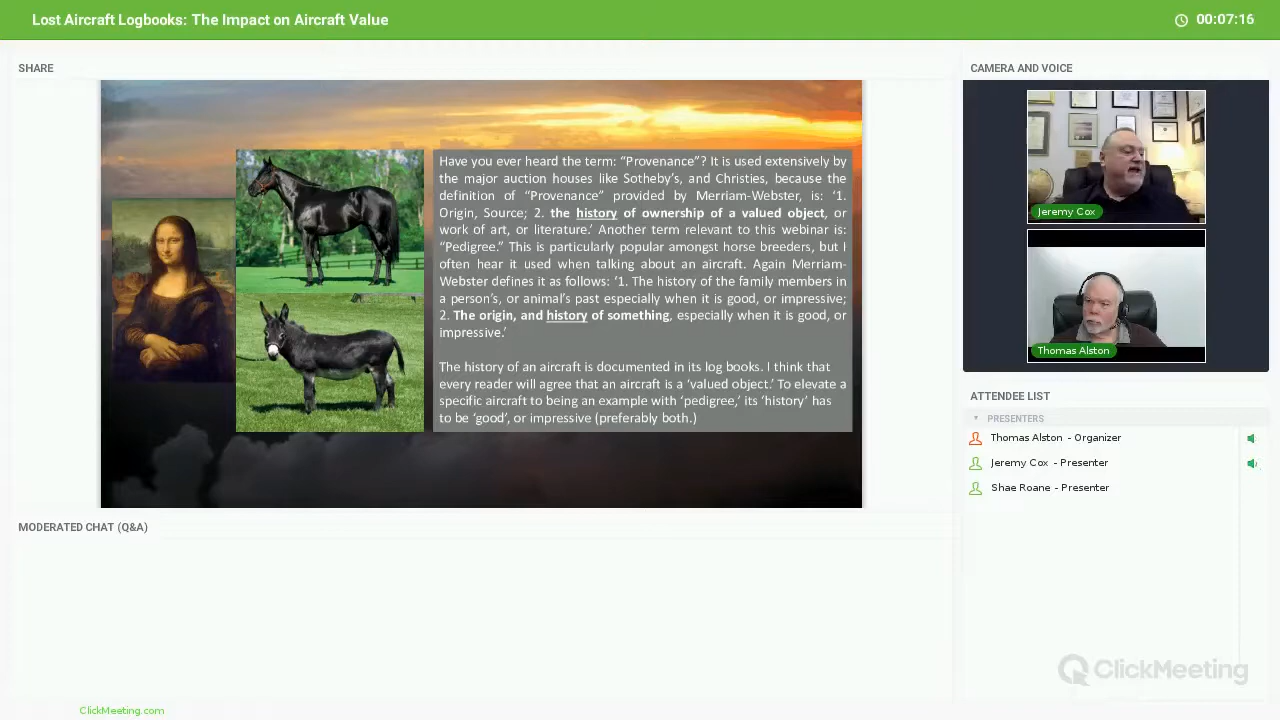 Lost Aircraft Logbooks: The Impact on Aircraft Value
00:07:16
SHARE
Have you ever heard the term: “Provenance”? It is used extensively by
the major auction houses like Sotheby’s, and Christies, because the
definition of “Provenance” provided by Merriam-Webster, is: ‘1.
Origin, Source; 2. the history of ownership of a valued object, or
work of art, or literature.’ Another term relevant to this webinar is:
“Pedigree.” This is particularly popular amongst horse breeders, but I
often hear it used when talking about an aircraft. Again Merriam-
Webster defines it as follows: ‘1. The history of the family members in
a person’s, or animal’s past especially when it is good, or impressive;
2. The origin, and history of something, especially when it is good, or
impressive.’
The history of an aircraft is documented in its log books. I think that
every reader will agree that an aircraft is a ‘valued object.’ To elevate a
specific aircraft to being an example with ‘pedigree,’ its ‘history’ has
to be ‘good’, or impressive (preferably both.)
MODERATED CHAT (Q&A)
CAMERA AND VOICE
Jeremy Cox
Thomas Alston
ATTENDEE LIST
PRESENTERS
Thomas Alston - Organizer
Jeremy Cox - Presenter
Shae Roane - Presenter
ClickMeeting
ClickMeeting.com